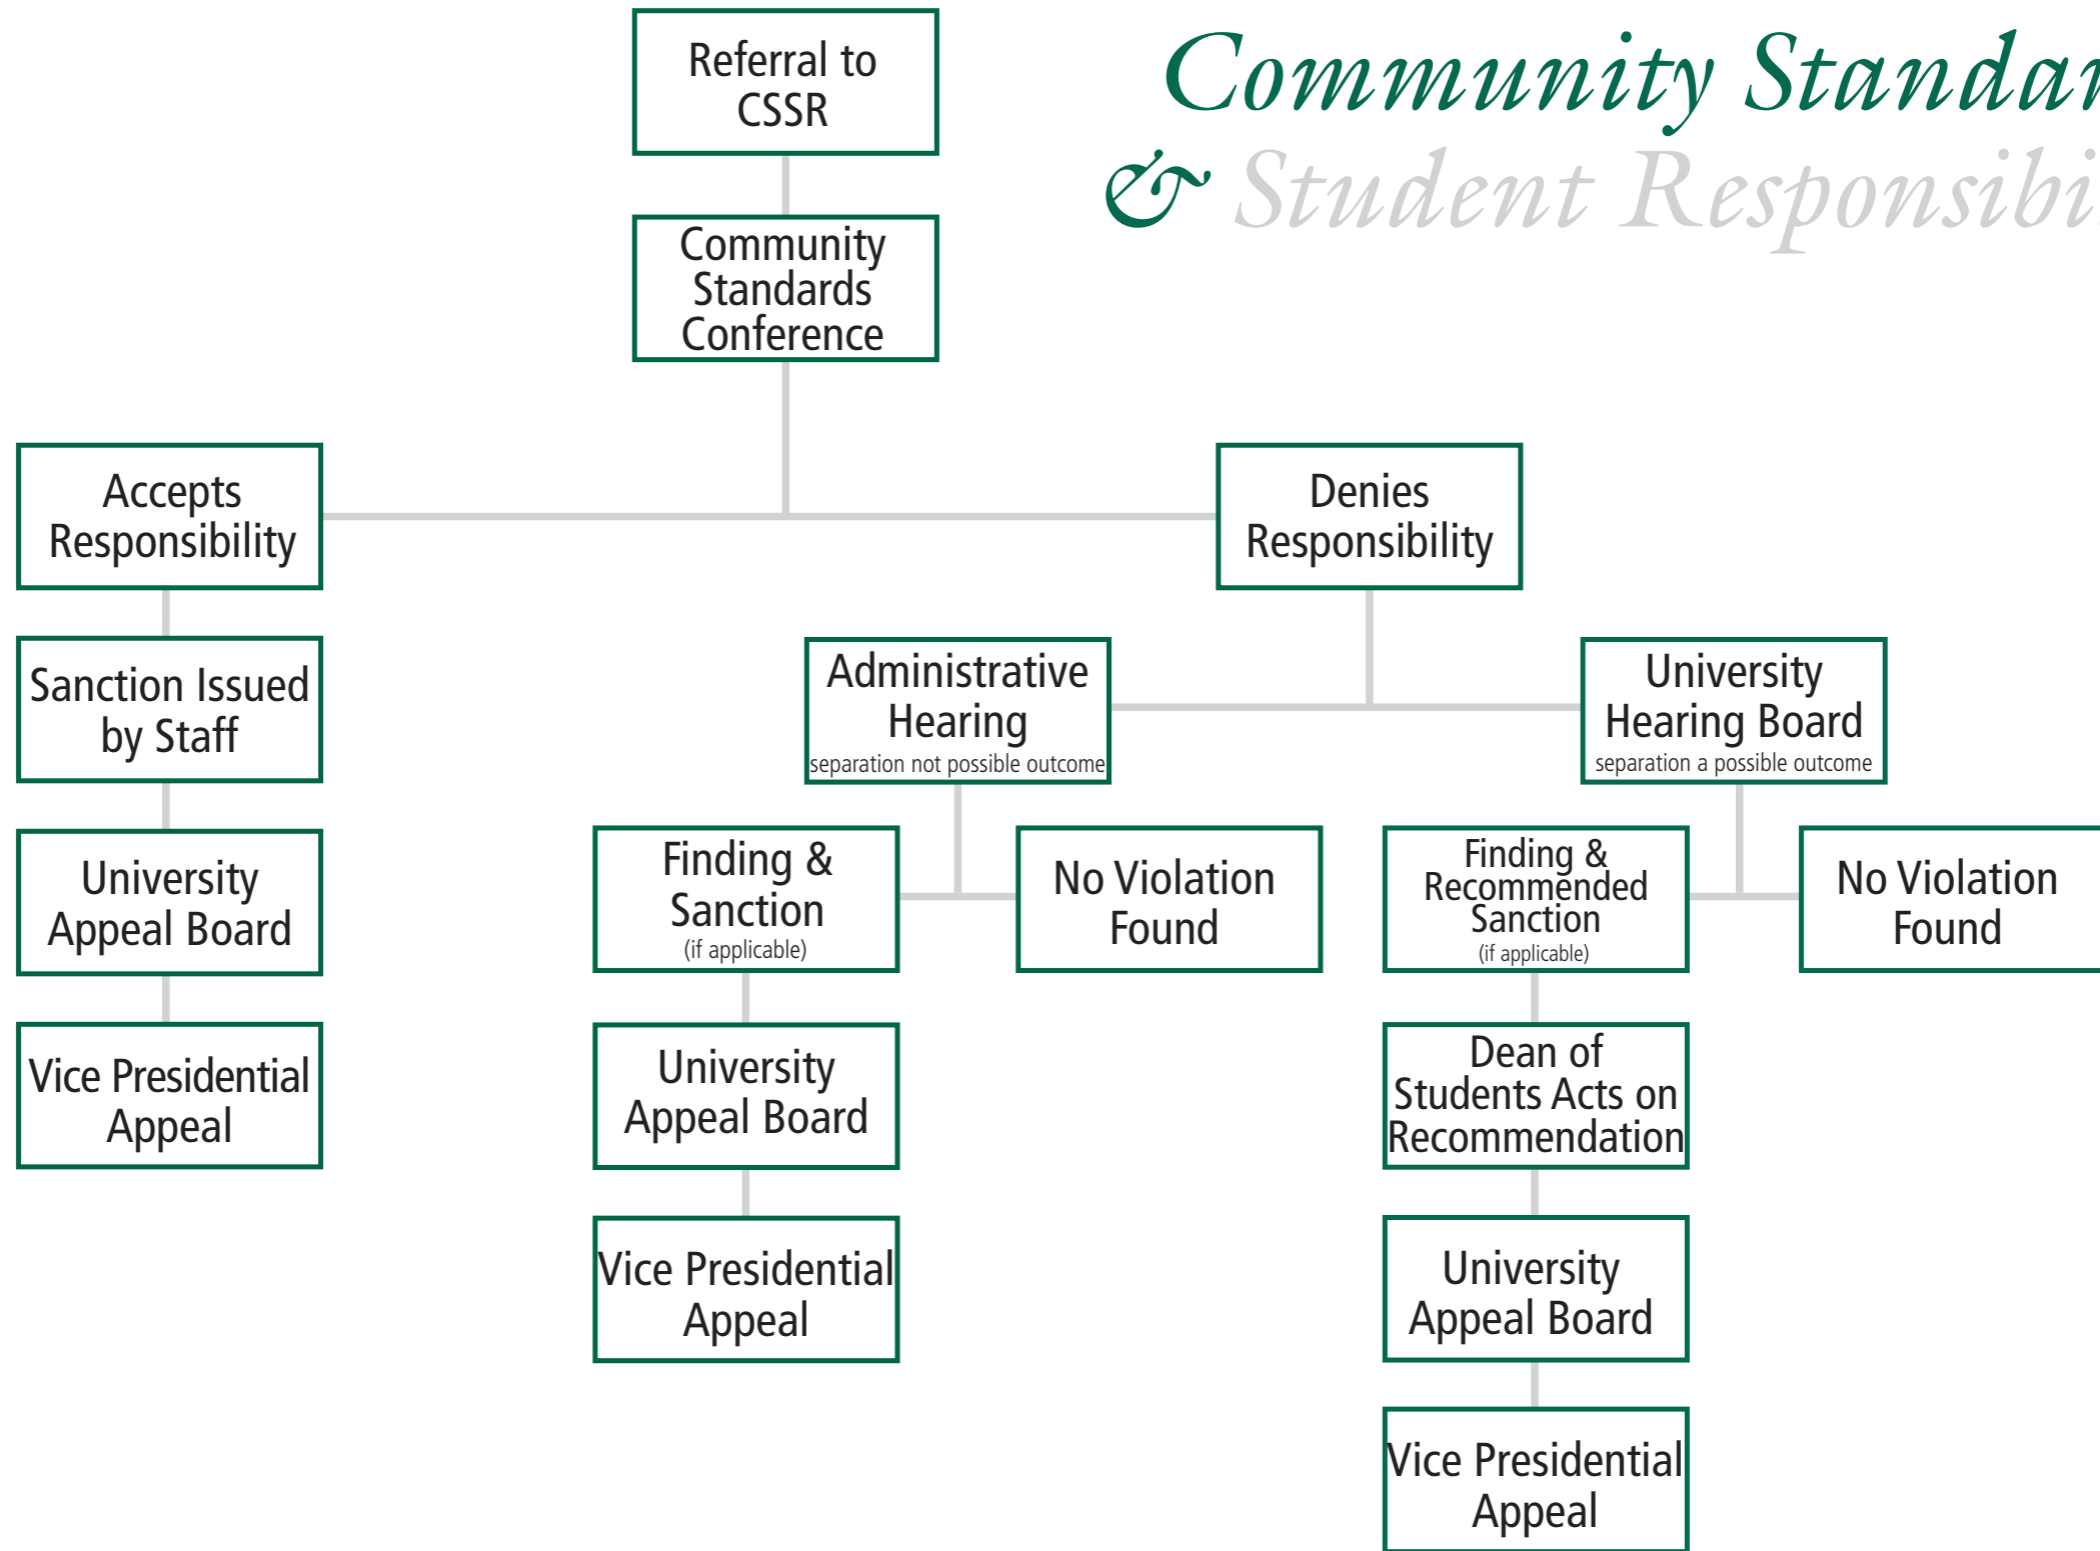 Referral to
CSSR
Community Standar
& Student Responsibi
Community
Standards
Conference
Accepts
Responsibility
Denies
Responsibility
Sanction Issued
by Staff
Administrative
Hearing
separation not possible outcome
University
Hearing Board
separation a possible outcome
University
Appeal Board
Finding &
Sanction
(if applicable)
No Violation
Found
Finding &
Recommended
Sanction
(if applicable)
No Violation
Found
Vice Presidential
Appeal
University
Appeal Board
Dean of
Students Acts on
Recommendation
Vice Presidential
Appeal
University
Appeal Board
Vice Presidential
Appeal